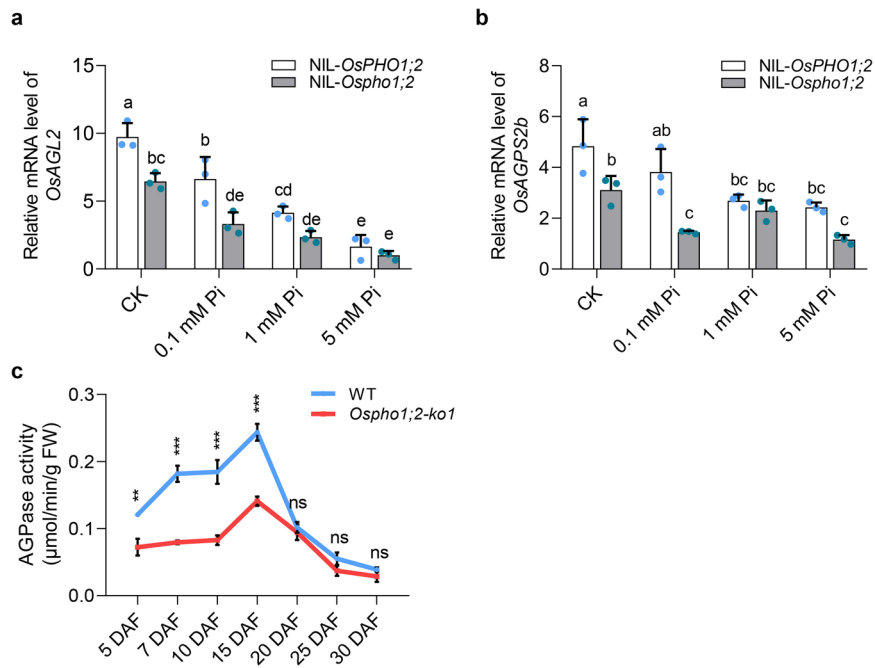 a
Relative mRNA level of
OsAGL2
15
10
5
0
NIL-OsPHO1;2
NIL-Ospho1;2
a
bc
b
de
cd
de
e
e
CK
0.1 mM Pi
1 mM Pi
5 mM Pi
b
Relative mRNA level of
OsAGPS2b
8
6
4
2
0
NIL-OsPHO1;2
NIL-Ospho1;2
a
b
ab
c
bc
bc
bc
c
CK
0.1 mM Pi
1 mM Pi
5 mM Pi
c
AGPase activity
(μmol/min/g FW)
0.3
0.2
0.1
0.0
WT
Ospho1;2-ko1
**
***
***
***
ns
ns
ns
5 DAF
7 DAF
10 DAF
15 DAF
20 DAF
25 DAF
30 DAF